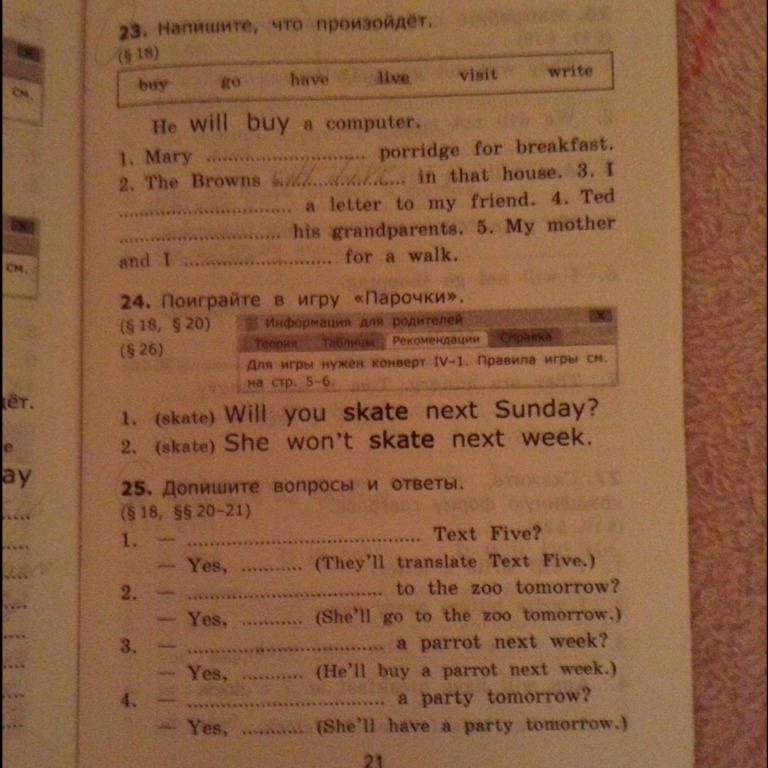 23. Напишите, что произойдёт.
(§ 18)
buy go have live visit write
He will buy a computer.
1. Mary ........................ porridge for breakfast.
2. The Browns will live in that house. 3. I
........................ a letter to my friend. 4. Ted
........................ his grandparents. 5. My mother
and I ........................ for a walk.
24. Поиграйте в игру «Парочки».
(§ 18, § 20)
(§ 26)
Информация для родителей x
Теория Таблицы Рекомендации Справка
Для игры нужен конверт IV–1. Правила игры см.
на стр. 5–6.
1. (skate) Will you skate next Sunday?
2. (skate) She won't skate next week.
25. Допишите вопросы и ответы.
(§ 18, §§ 20–21)
1. — ........................ Text Five?
— Yes, .......... (They'll translate Text Five.)
2. — ........................ to the zoo tomorrow?
— Yes, .......... (She'll go to the zoo tomorrow.)
3. — ........................ a parrot next week?
— Yes, .......... (He'll buy a parrot next week.)
4. — ........................ a party tomorrow?
— Yes, .......... (She'll have a party tomorrow.)
21
см.
см.
ёт.
е
ay